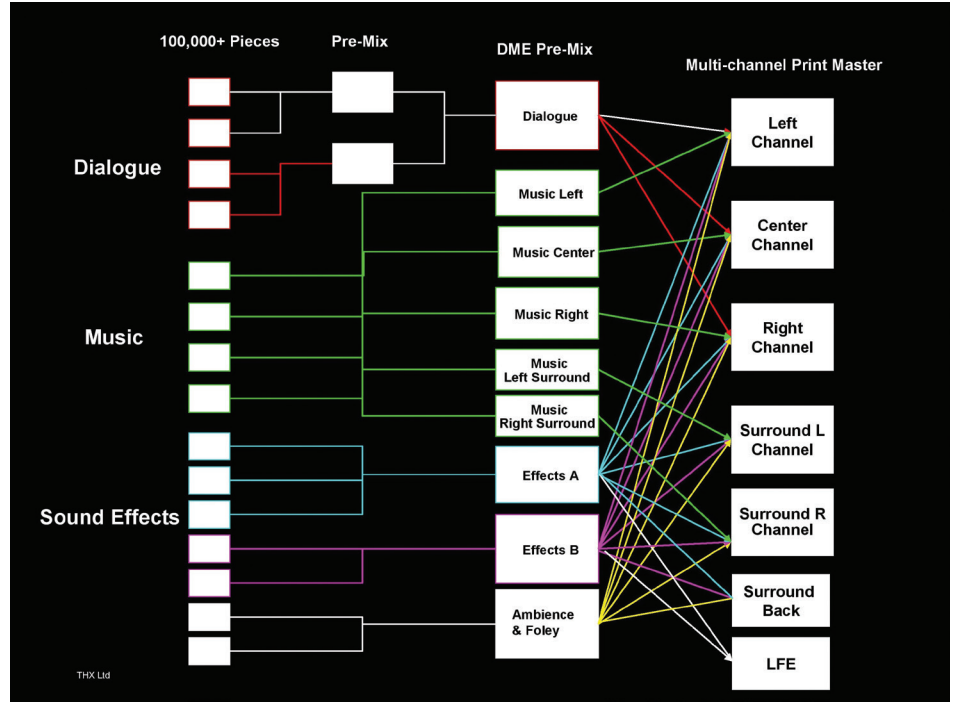 100,000+ Pieces
Pre-Mix
DME Pre-Mix
Multi-channel Print Master
Dialogue
Music
Sound Effects
Dialogue
Music Left
Music Center
Music Right
Music
Left Surround
Music
Right Surround
Effects A
Effects B
Ambience
& Foley
Left
Channel
Center
Channel
Right
Channel
Surround L
Channel
Surround R
Channel
Surround
Back
LFE
THX Ltd